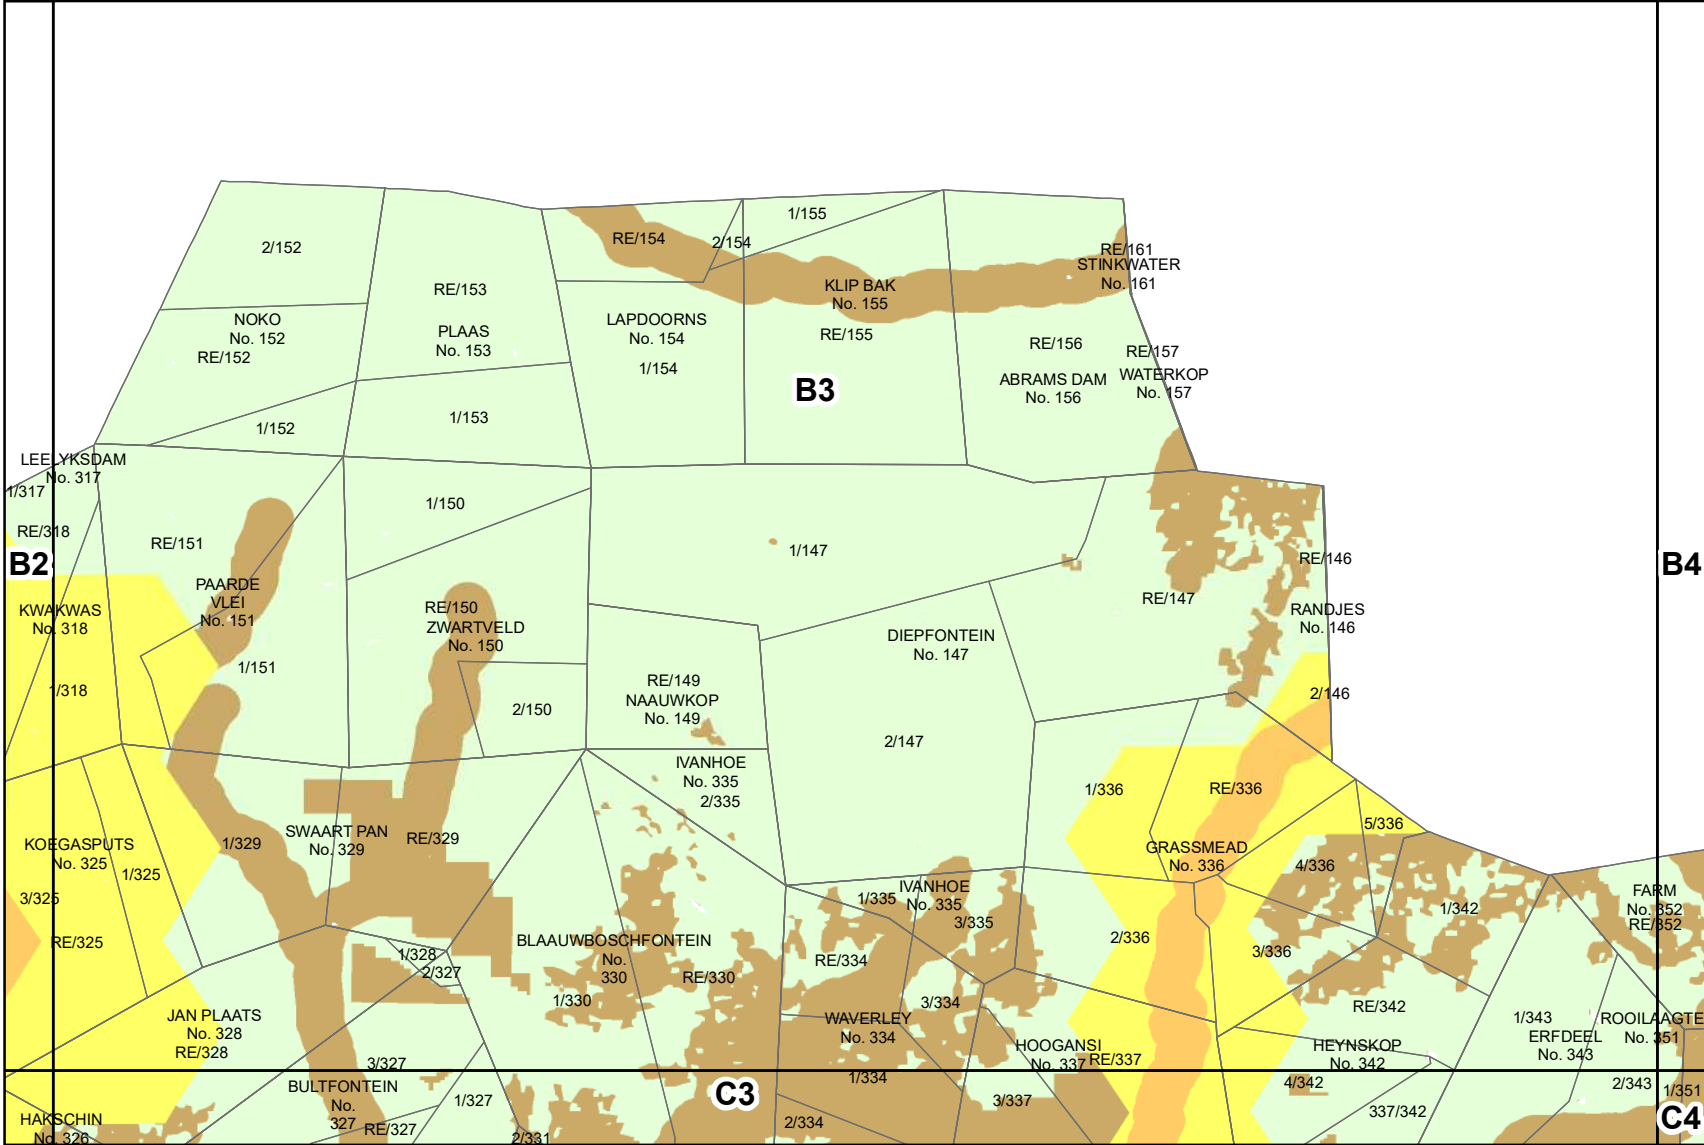 1/155
RE/154
2/154
2/152
RE/161
STINKWATER
No. 161
RE/153
KLIP BAK
No. 155
NOKO
No. 152
RE/152
PLAAS
No. 153
LAPDOORNS
No. 154
RE/155
RE/156
RE/157
1/154
WATERKOP
No. 157
ABRAMS DAM
No. 156
B3
1/153
1/152
LEELYKSDAM
No. 317
1/317
1/150
RE/318
RE/151
1/147
RE/146
B2
B4
PAARDE
VLEI
No. 151
RE/147
KWAKWAS
No. 318
RE/150
ZWARTVELD
No. 150
RANDJES
No. 146
DIEPFONTEIN
No. 147
1/151
RE/149
NAAUWKOP
No. 149
1/318
2/146
2/150
2/147
IVANHOE
No. 335
2/335
1/336
RE/336
5/336
SWAART PAN
No. 329
RE/329
1/329
KOEGASPUTS
No. 325
GRASSMEAD
No. 336
4/336
1/325
3/325
1/335
IVANHOE
No. 335
3/335
1/342
FARM
No. 352
RE/352
RE/325
BLAAUWBOSCHFONTEIN
No.
330
2/336
3/336
1/328
2/327
RE/334
RE/330
1/330
3/334
RE/342
JAN PLAATS
No. 328
RE/328
WAVERLEY
No. 334
1/343
ROOILAAGTE
No. 351
ERFDEEL
No. 343
HOOGANSI
No. 337
RE/337
HEYNSKOP
No. 342
3/327
1/334
4/342
2/343
1/351
BULTFONTEIN
No.
327
C3
1/327
3/337
337/342
C4
HAKSCHIN
No. 326
RE/327
2/331
2/334